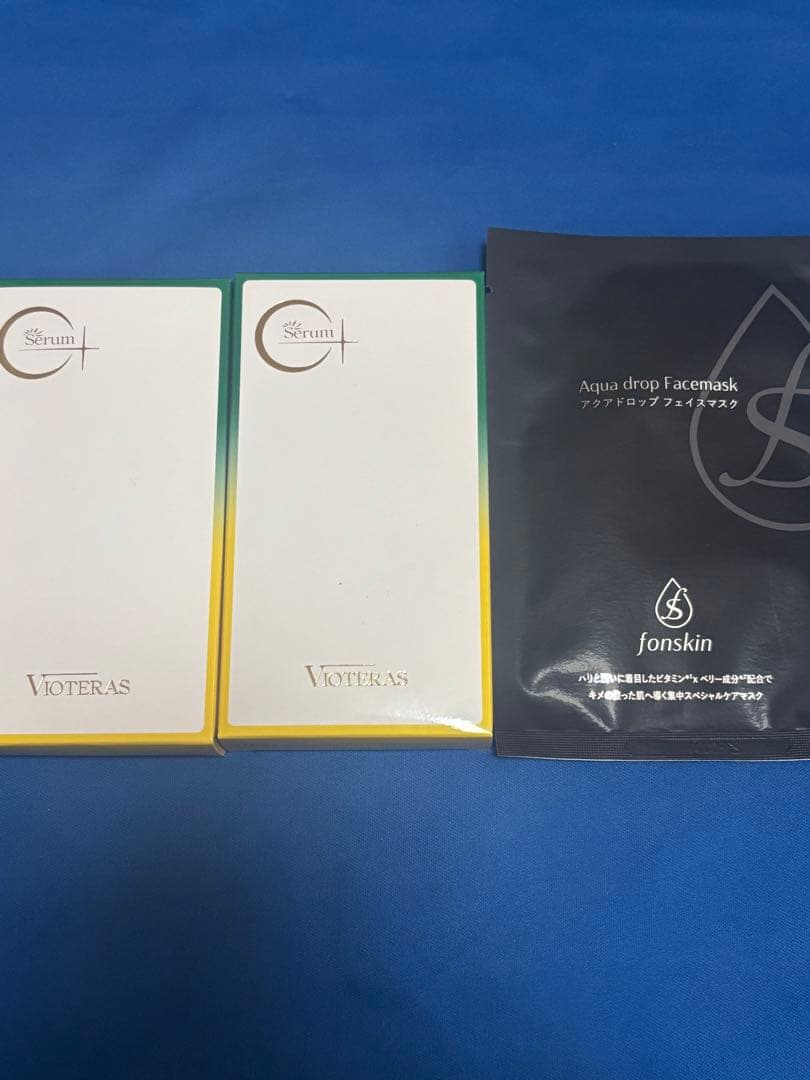 Serum
VIOTERAS
Serum
VIOTERAS
Aqua drop Facemask
アクアドロップ フェイスマスク
fs
fonskin
ハリと潤いに着目したビタミン*¹x ベリー成分*²配合で
キメの整った肌へ導く集中スペシャルケアマスク